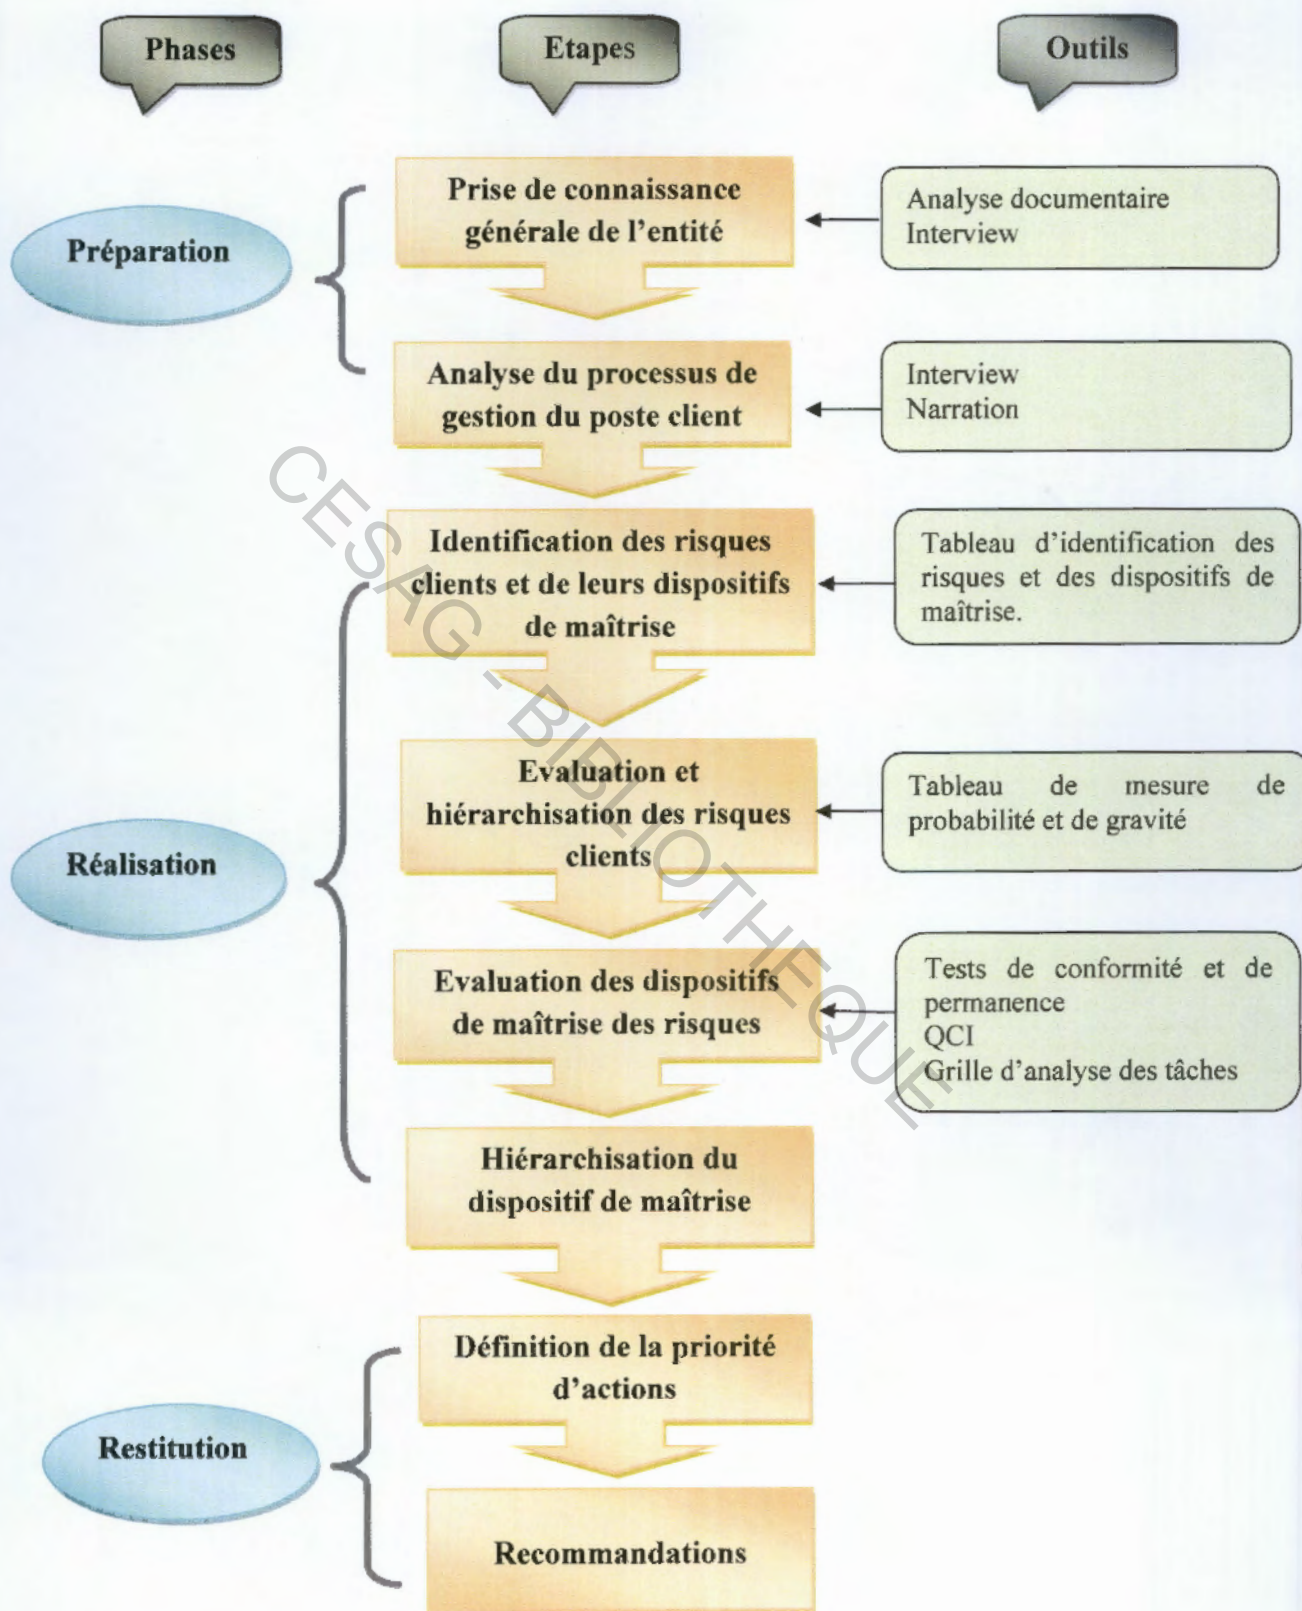 Phases
Etapes
Outils
Préparation
Prise de connaissance
générale de l'entité
Analyse documentaire
Interview
Analyse du processus de
gestion du poste client
Interview
Narration
Réalisation
Identification des risques
clients et de leurs dispositifs
de maîtrise
Tableau d'identification des
risques et des dispositifs de
maîtrise.
Evaluation et
hiérarchisation des risques
clients
Tableau de mesure de
probabilité et de gravité
Evaluation des dispositifs
de maîtrise des risques
Tests de conformité et de
permanence
QCI
Grille d'analyse des tâches
Hiérarchisation du
dispositif de maîtrise
Restitution
Définition de la priorité
d'actions
Recommandations
CESAG - BIBLIOTHEQUE